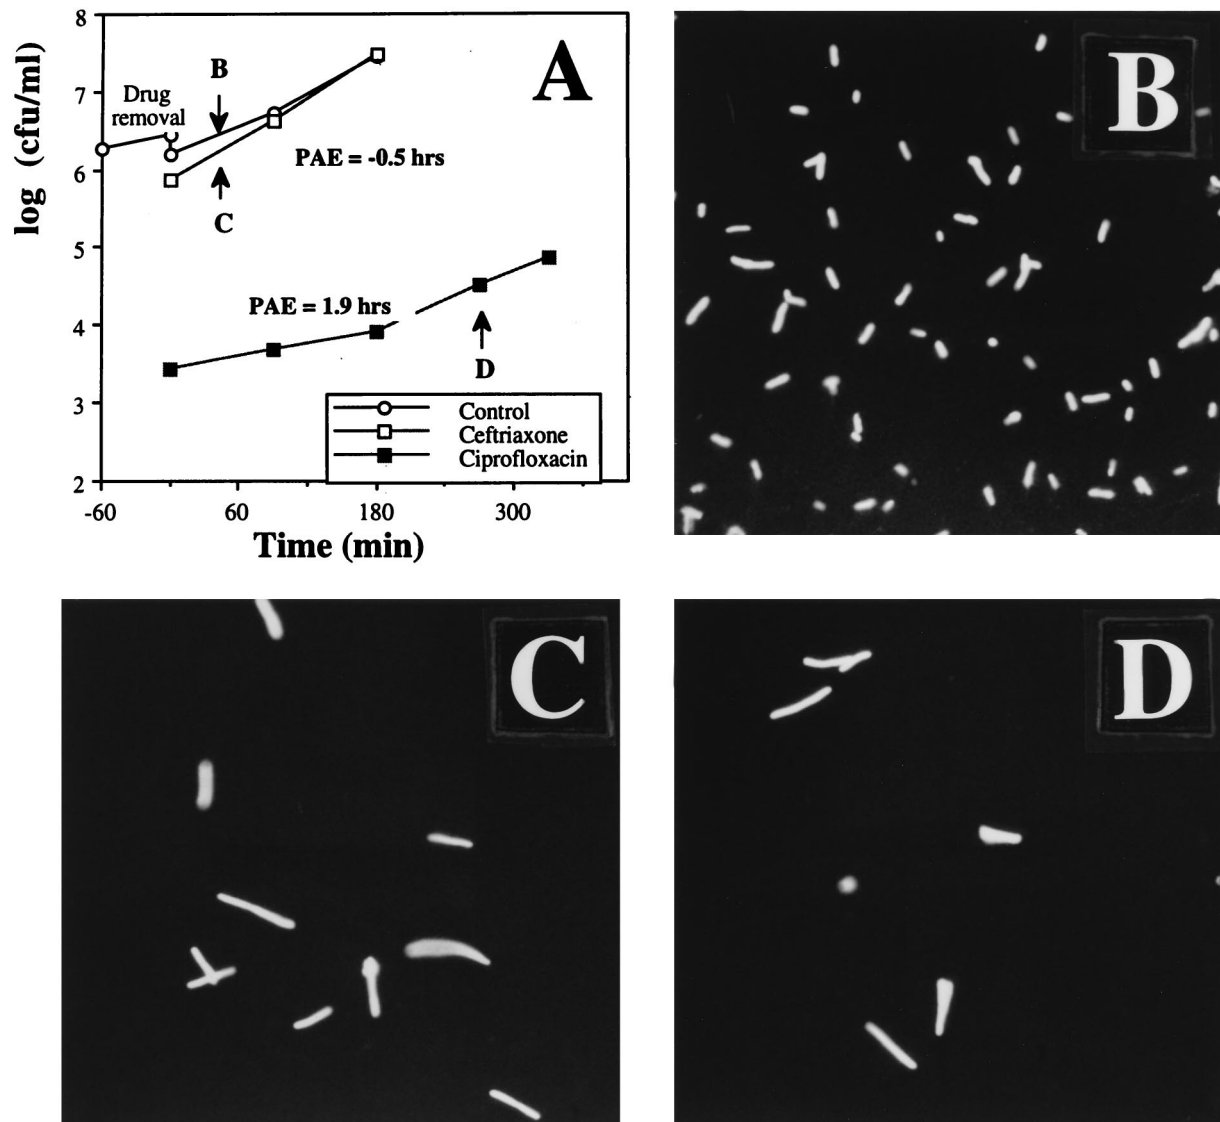 A
log (cfu/ml)
8
7
6
5
4
3
2
Drug
removal
B
PAE = -0.5 hrs
C
PAE = 1.9 hrs
D
Control
Ceftriaxone
Ciprofloxacin
-60
60
180
300
Time (min)
B
C
D